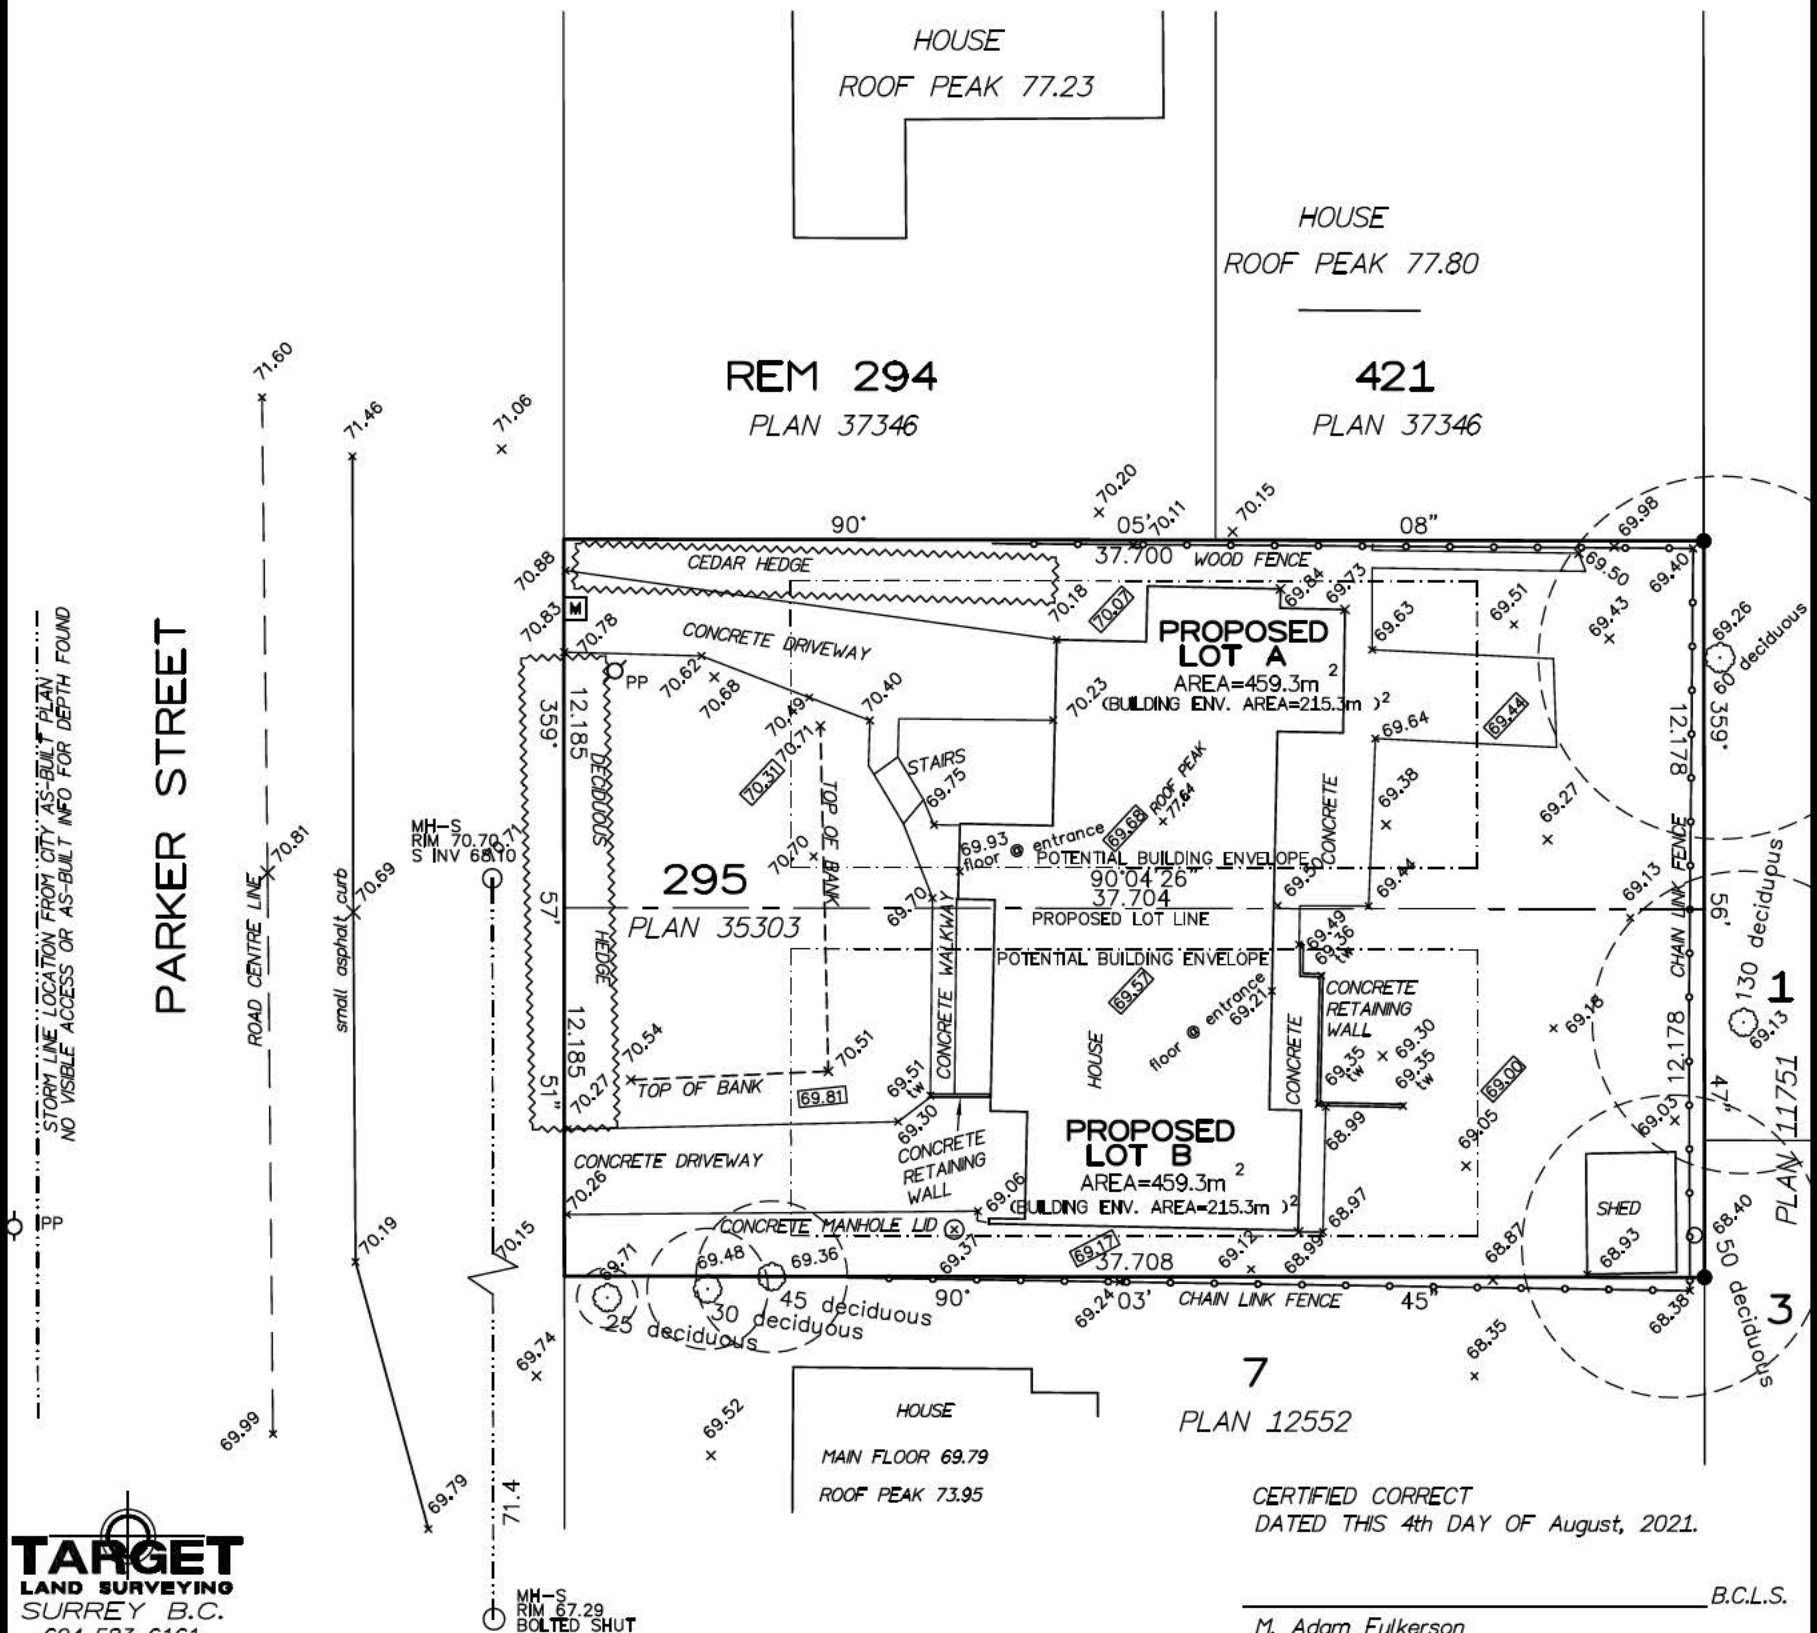 HOUSE
ROOF PEAK 77.23
HOUSE
ROOF PEAK 77.80
REM 294
PLAN 37346
421
PLAN 37346
71.60
71.46
71.06
70.20
70.11
70.15
69.98
90° 05' 08"
37.700 WOOD FENCE
CEDAR HEDGE
70.88
70.83
M
70.78
PP
CONCRETE DRIVEWAY
70.18
70.07
69.84
69.73
69.63
69.51
69.50
69.43
69.40
69.26
60 deciduous
PROPOSED
LOT A
AREA=459.3m 2
(BUILDING ENV. AREA=215.3m )2
70.62
70.68
70.49
70.71
70.31
70.40
70.23
STAIRS
69.75
TOP OF BANK
70.70
69.93
floor @ entrance
69.68
ROOF PEAK
77.64
69.64
69.44
69.38
69.27
CONCRETE
12.185
359°
57'
51"
12.185
DECIDUOUS
HEDGE
12.178
359°
56'
47"
12.178
CHAIN LINK FENCE
POTENTIAL BUILDING ENVELOPE
90°04'26"
37.704
PROPOSED LOT LINE
POTENTIAL BUILDING ENVELOPE
295
PLAN 35303
69.70
CONCRETE WALKWAY
69.50
69.44
69.13
69.49
69.36
tw
69.57
floor @ entrance
69.21
HOUSE
CONCRETE
CONCRETE
RETAINING
WALL
69.30
69.35
tw
69.35
tw
69.18
69.00
69.05
69.03
130 decidupus
69.13
1
PLAN 11751
70.54
70.51
TOP OF BANK
69.81
70.27
69.51
tw
69.30
CONCRETE
RETAINING
WALL
CONCRETE DRIVEWAY
70.26
69.06
CONCRETE MANHOLE LID
PROPOSED
LOT B
AREA=459.3m 2
(BUILDING ENV. AREA=215.3m )2
68.99
68.97
SHED
68.93
68.40
50 deciduous
69.71
69.48
69.36
69.37
69.17
69.12
68.99
68.87
37.708
90° 03' 45"
69.24
CHAIN LINK FENCE
68.38
3
25 deciduous
30 deciduous
45 deciduous
69.74
69.52
68.35
HOUSE
MAIN FLOOR 69.79
ROOF PEAK 73.95
7
PLAN 12552
STORM LINE LOCATION FROM CITY AS-BUILT PLAN
NO VISIBLE ACCESS OR AS-BUILT INFO FOR DEPTH FOUND
PP
PARKER STREET
ROAD CENTRE LINE
70.81
small asphalt curb
70.69
MH-S
RIM 70.70
S INV 68.10
70.71
70.19
70.15
69.99
69.79
71.4
MH-S
RIM 67.29
BOLTED SHUT
CERTIFIED CORRECT
DATED THIS 4th DAY OF August, 2021.
B.C.L.S.
M. Adam Fulkerson
TARGET
LAND SURVEYING
SURREY B.C.
604-583-6161